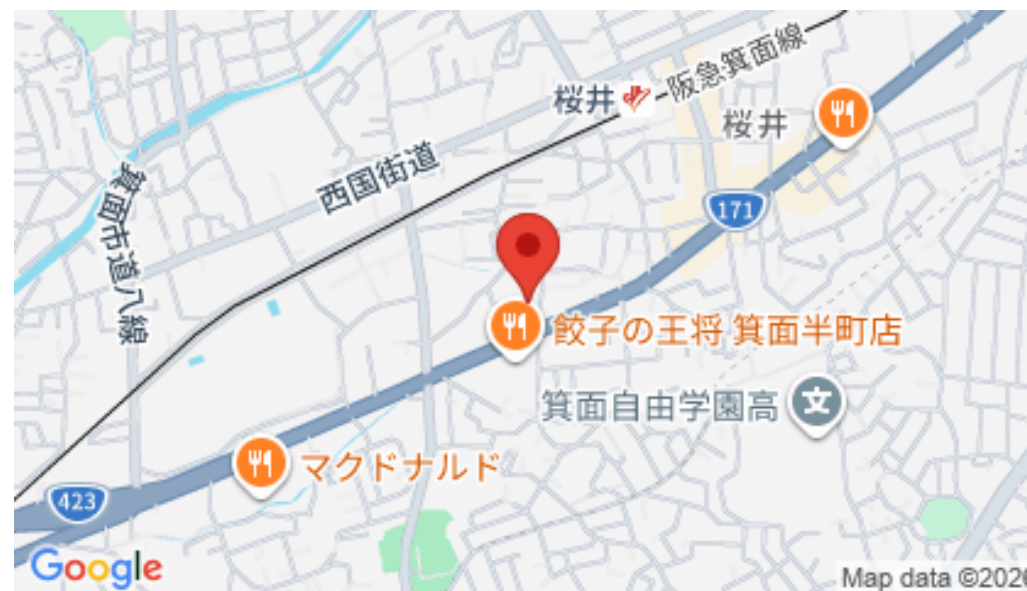 阪急箕面線
桜井
桜井
西国街道
箕面市道八線
171
餃子の王将 箕面半町店
箕面自由学園高
マクドナルド
423
Google
Map data ©2026